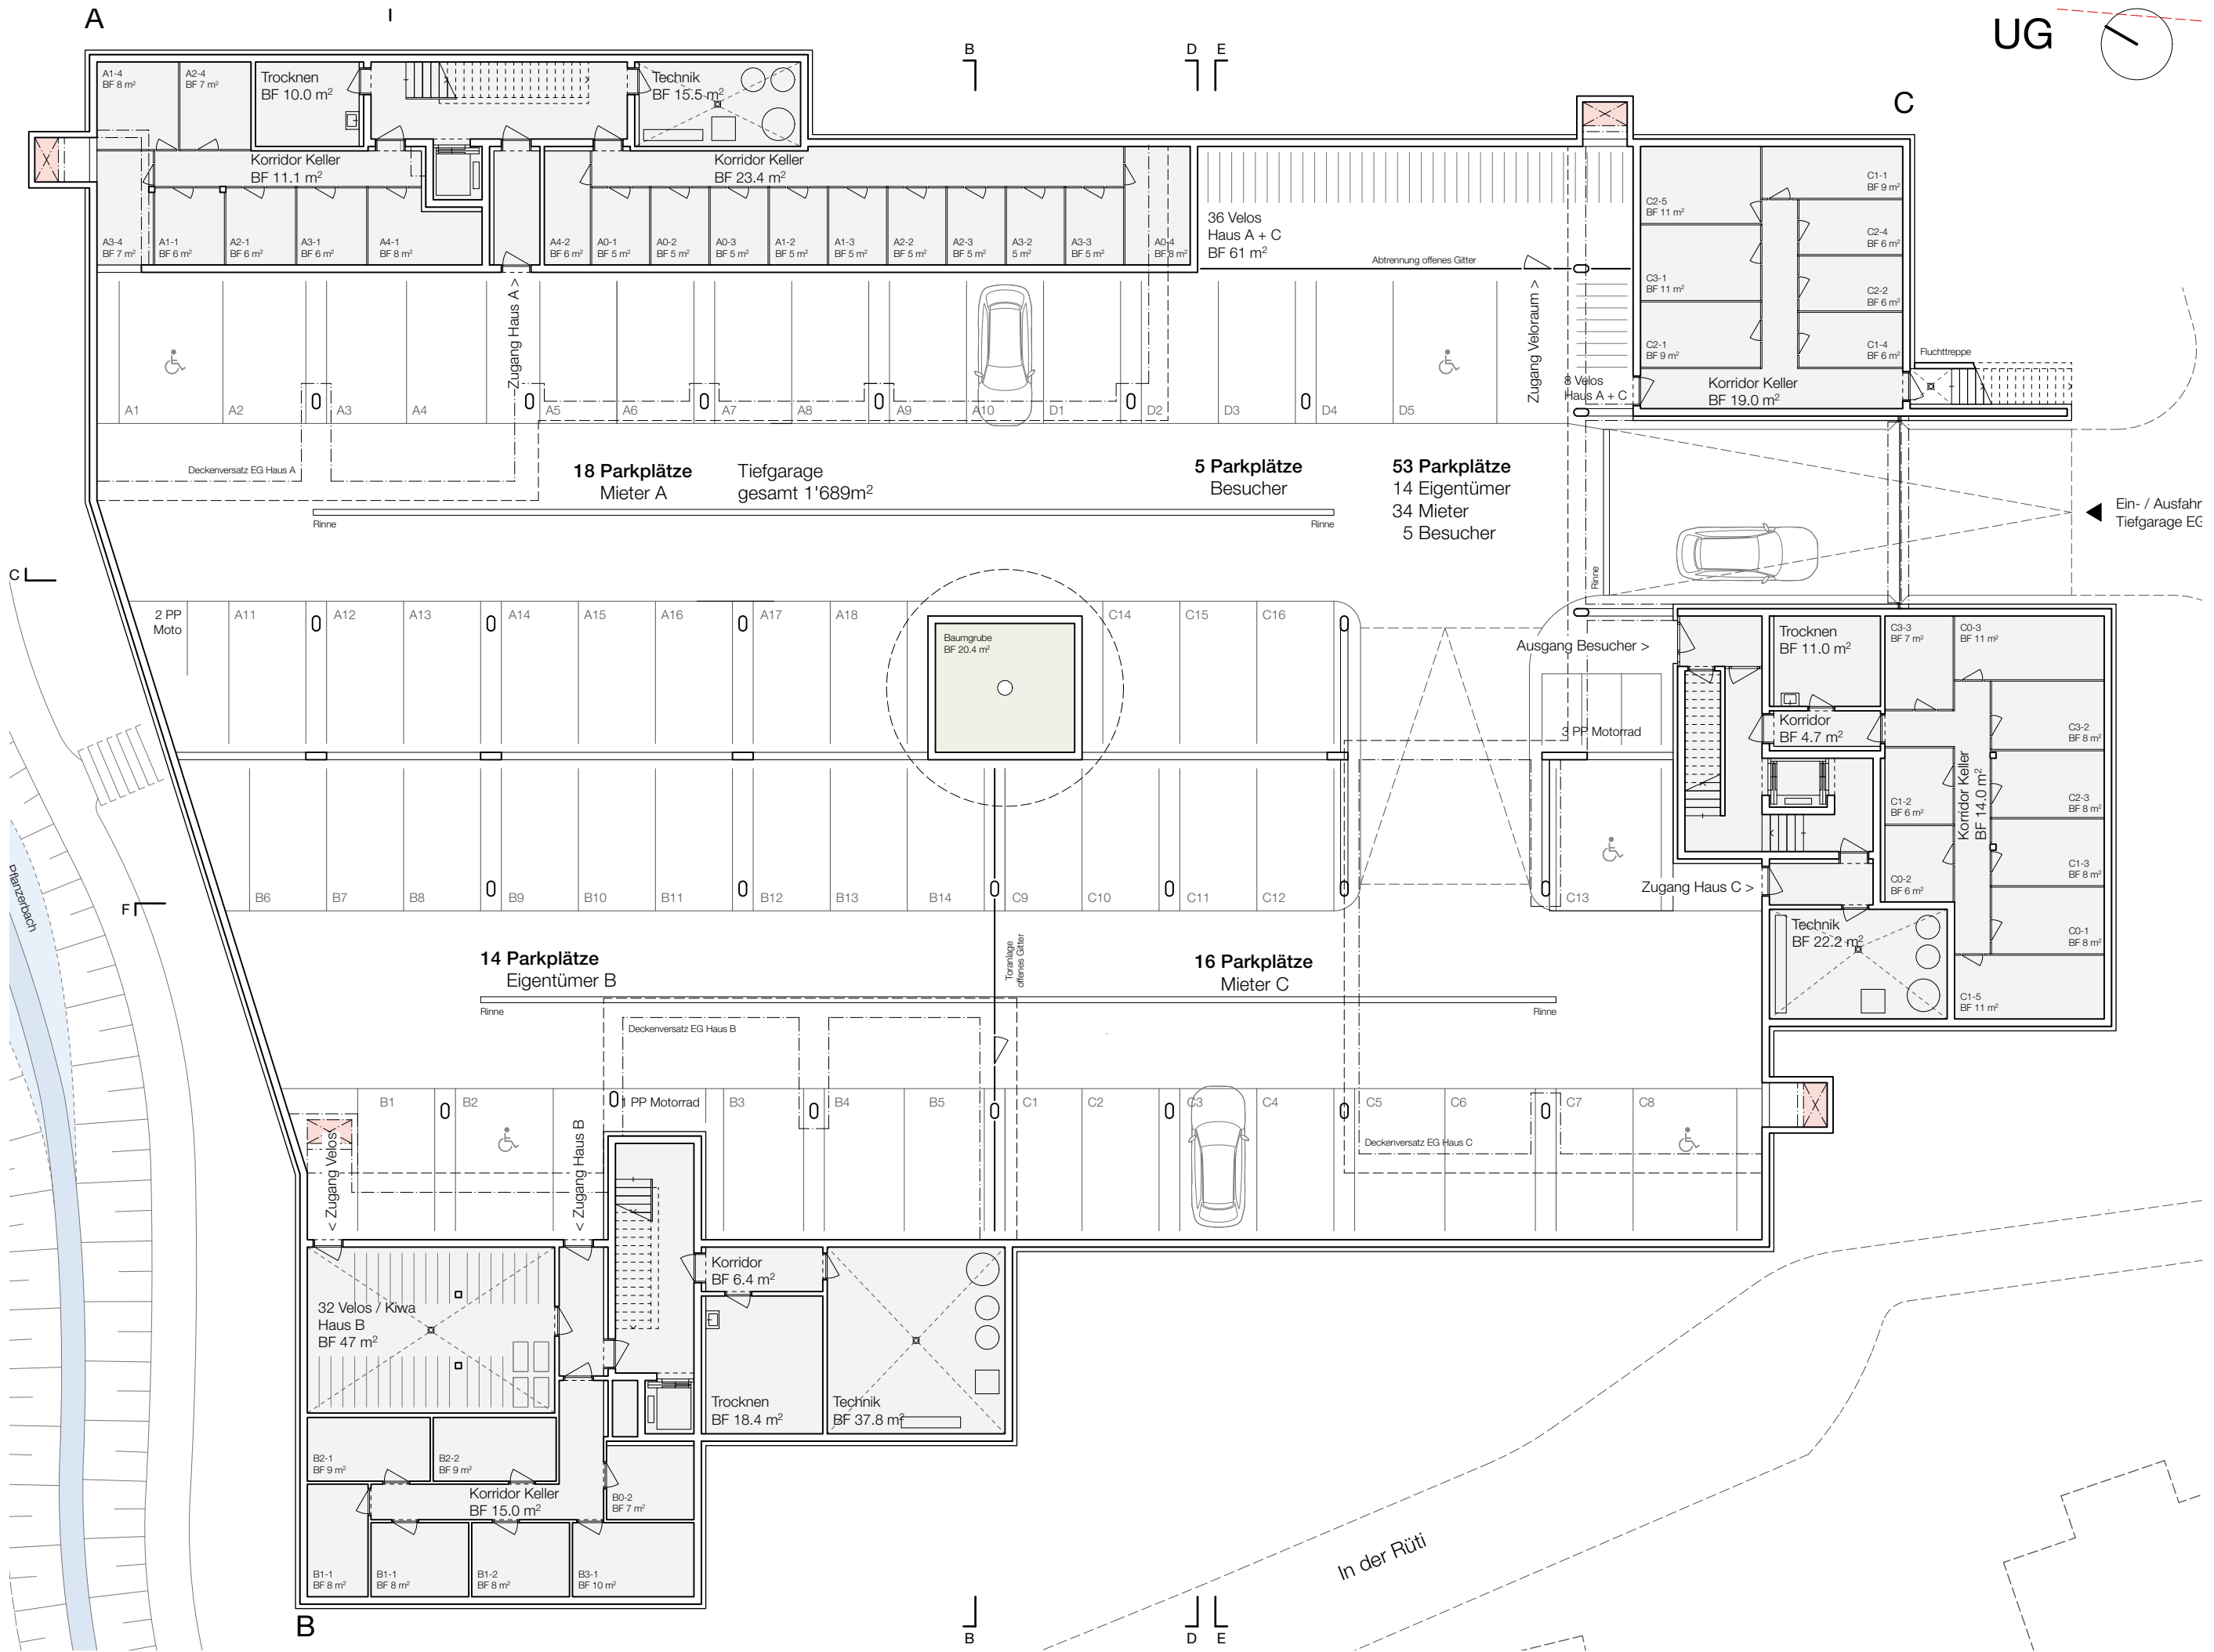 A
UG
B
D
E
C
A1-4
BF 8 m²
A2-4
BF 7 m²
Trocknen
BF 10.0 m²
Technik
BF 15.5 m²
Korridor Keller
BF 11.1 m²
Korridor Keller
BF 23.4 m²
A3-4
BF 7 m²
A1-1
BF 6 m²
A2-1
BF 6 m²
A3-1
BF 6 m²
A4-1
BF 8 m²
A4-2
BF 6 m²
A0-1
BF 5 m²
A0-2
BF 5 m²
A0-3
BF 5 m²
A1-2
BF 5 m²
A1-3
BF 5 m²
A2-2
BF 5 m²
A2-3
BF 5 m²
A3-2
5 m²
A3-3
BF 5 m²
A0-4
BF 8 m²
36 Velos
Haus A + C
BF 61 m²
Abtrennung offenes Gitter
C2-5
BF 11 m²
C3-1
BF 11 m²
C2-1
BF 9 m²
C1-1
BF 9 m²
C2-4
BF 6 m²
C2-2
BF 6 m²
C1-4
BF 6 m²
Korridor Keller
BF 19.0 m²
Fluchttreppe
Zugang Haus A >
Zugang Veloraum >
8 Velos
Haus A + C
A1
A2
A3
A4
A5
A6
A7
A8
A9
A10
D1
D2
D3
D4
D5
Deckenversatz EG Haus A
18 Parkplätze
Mieter A
Tiefgarage
gesamt 1'689m²
5 Parkplätze
Besucher
53 Parkplätze
14 Eigentümer
34 Mieter
5 Besucher
Rinne
Rinne
Rinne
Ein- / Ausfahr
Tiefgarage EG
C
2 PP
Moto
A11
A12
A13
A14
A15
A16
A17
A18
Baumgrube
BF 20.4 m²
C14
C15
C16
Ausgang Besucher >
3 PP Motorrad
Trocknen
BF 11.0 m²
C3-3
BF 7 m²
C0-3
BF 11 m²
Korridor
BF 4.7 m²
C3-2
BF 8 m²
C1-2
BF 6 m²
Korridor Keller
BF 14.0 m²
C2-3
BF 8 m²
C1-3
BF 8 m²
C0-2
BF 6 m²
C0-1
BF 8 m²
Technik
BF 22.2 m²
C1-5
BF 11 m²
Zugang Haus C >
Pflanzerbach
F
B6
B7
B8
B9
B10
B11
B12
B13
B14
C9
C10
C11
C12
C13
14 Parkplätze
Eigentümer B
Toranlage
offenes Gitter
16 Parkplätze
Mieter C
Rinne
Rinne
Deckenversatz EG Haus B
B1
B2
1 PP Motorrad
B3
B4
B5
C1
C2
C3
C4
C5
C6
C7
C8
Deckenversatz EG Haus C
< Zugang Velos
< Zugang Haus B
32 Velos / Kiwa
Haus B
BF 47 m²
Korridor
BF 6.4 m²
Trocknen
BF 18.4 m²
Technik
BF 37.8 m²
B2-1
BF 9 m²
B2-2
BF 9 m²
Korridor Keller
BF 15.0 m²
B0-2
BF 7 m²
B1-1
BF 8 m²
B1-1
BF 8 m²
B1-2
BF 8 m²
B3-1
BF 10 m²
In der Rüti
B
B
D
E